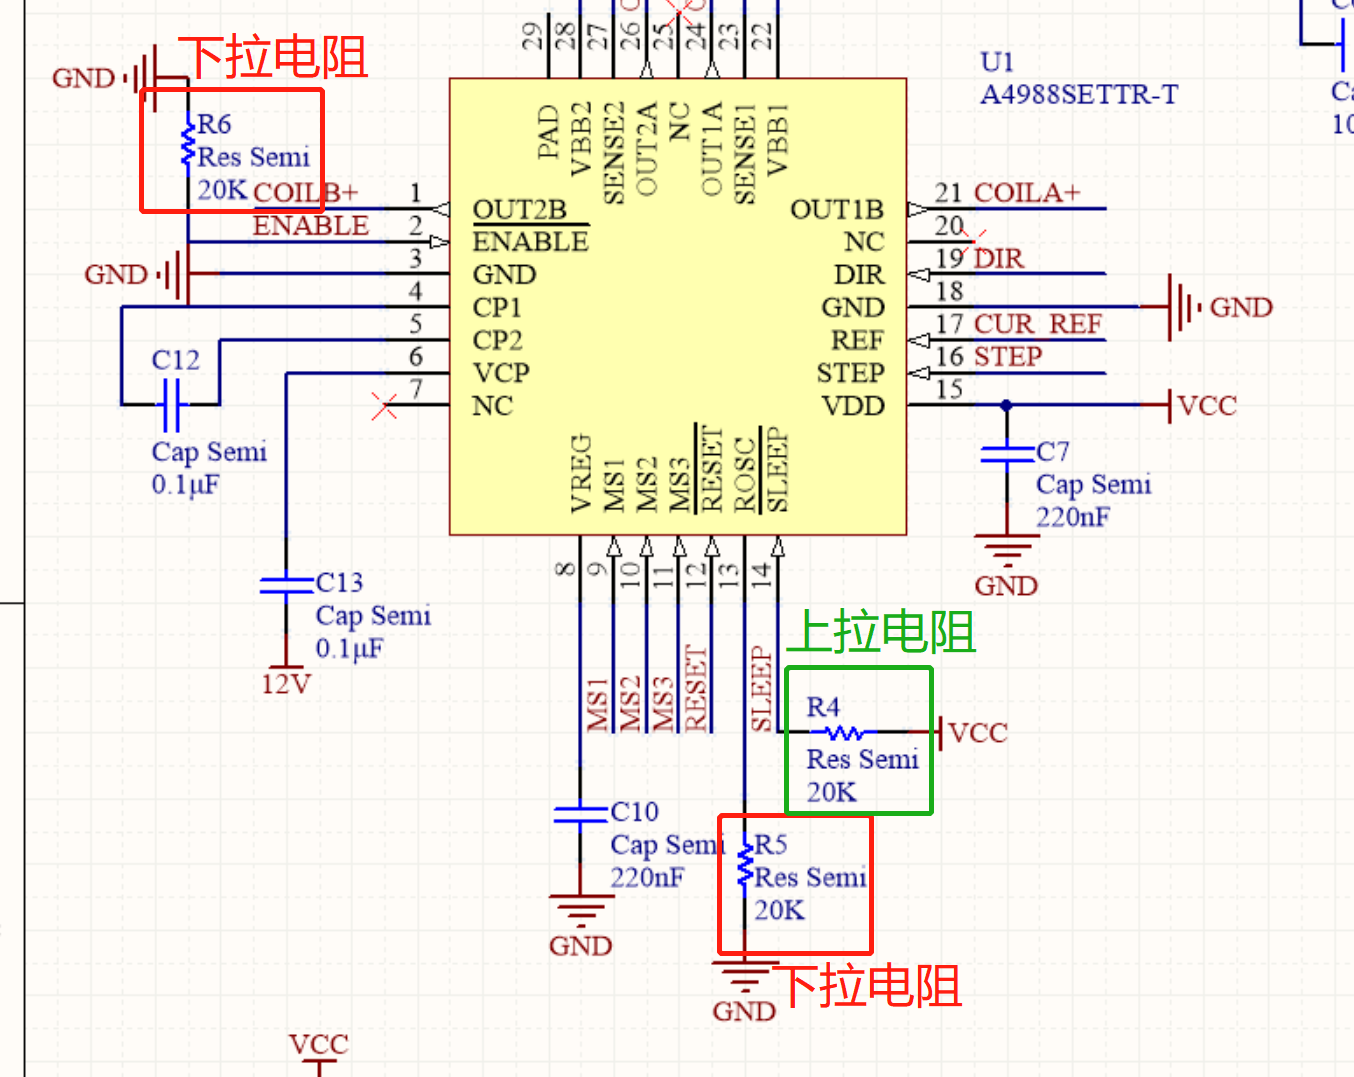 29
28
27
26
25
24
23
22
下拉电阻
GND
U1
A4988SETTR-T
PAD
VBB2
SENSE2
OUT2A
NC
OUT1A
SENSE1
VBB1
R6
Res Semi
20K
COILB+
1
OUT2B
OUT1B
21
COILA+
ENABLE
2
ENABLE
NC
20
GND
3
GND
DIR
19
DIR
4
CP1
GND
18
GND
5
CP2
REF
17
CUR_REF
C12
6
VCP
STEP
16
STEP
7
NC
VDD
15
VCC
Cap Semi
0.1µF
VREG
MS1
MS2
MS3
RESET
ROSC
SLEEP
C7
Cap Semi
220nF
GND
8
9
10
11
12
13
14
C13
Cap Semi
0.1µF
12V
上拉电阻
MS1
MS2
MS3
RESET
SLEEP
R4
VCC
Res Semi
20K
C10
Cap Semi
220nF
GND
R5
Res Semi
20K
GND
下拉电阻
VCC